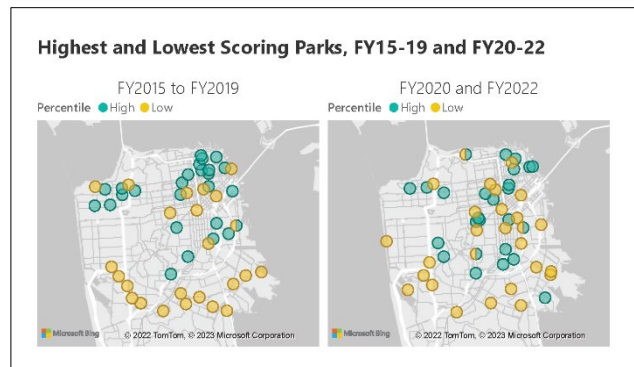 Highest and Lowest Scoring Parks, FY15-19 and FY20-22
FY2015 to FY2019
Percentile High Low
Microsoft Bing
© 2022 TomTom, © 2023 Microsoft Corporation
FY2020 and FY2022
Percentile High Low
Microsoft Bing
© 2022 TomTom, © 2023 Microsoft Corporation